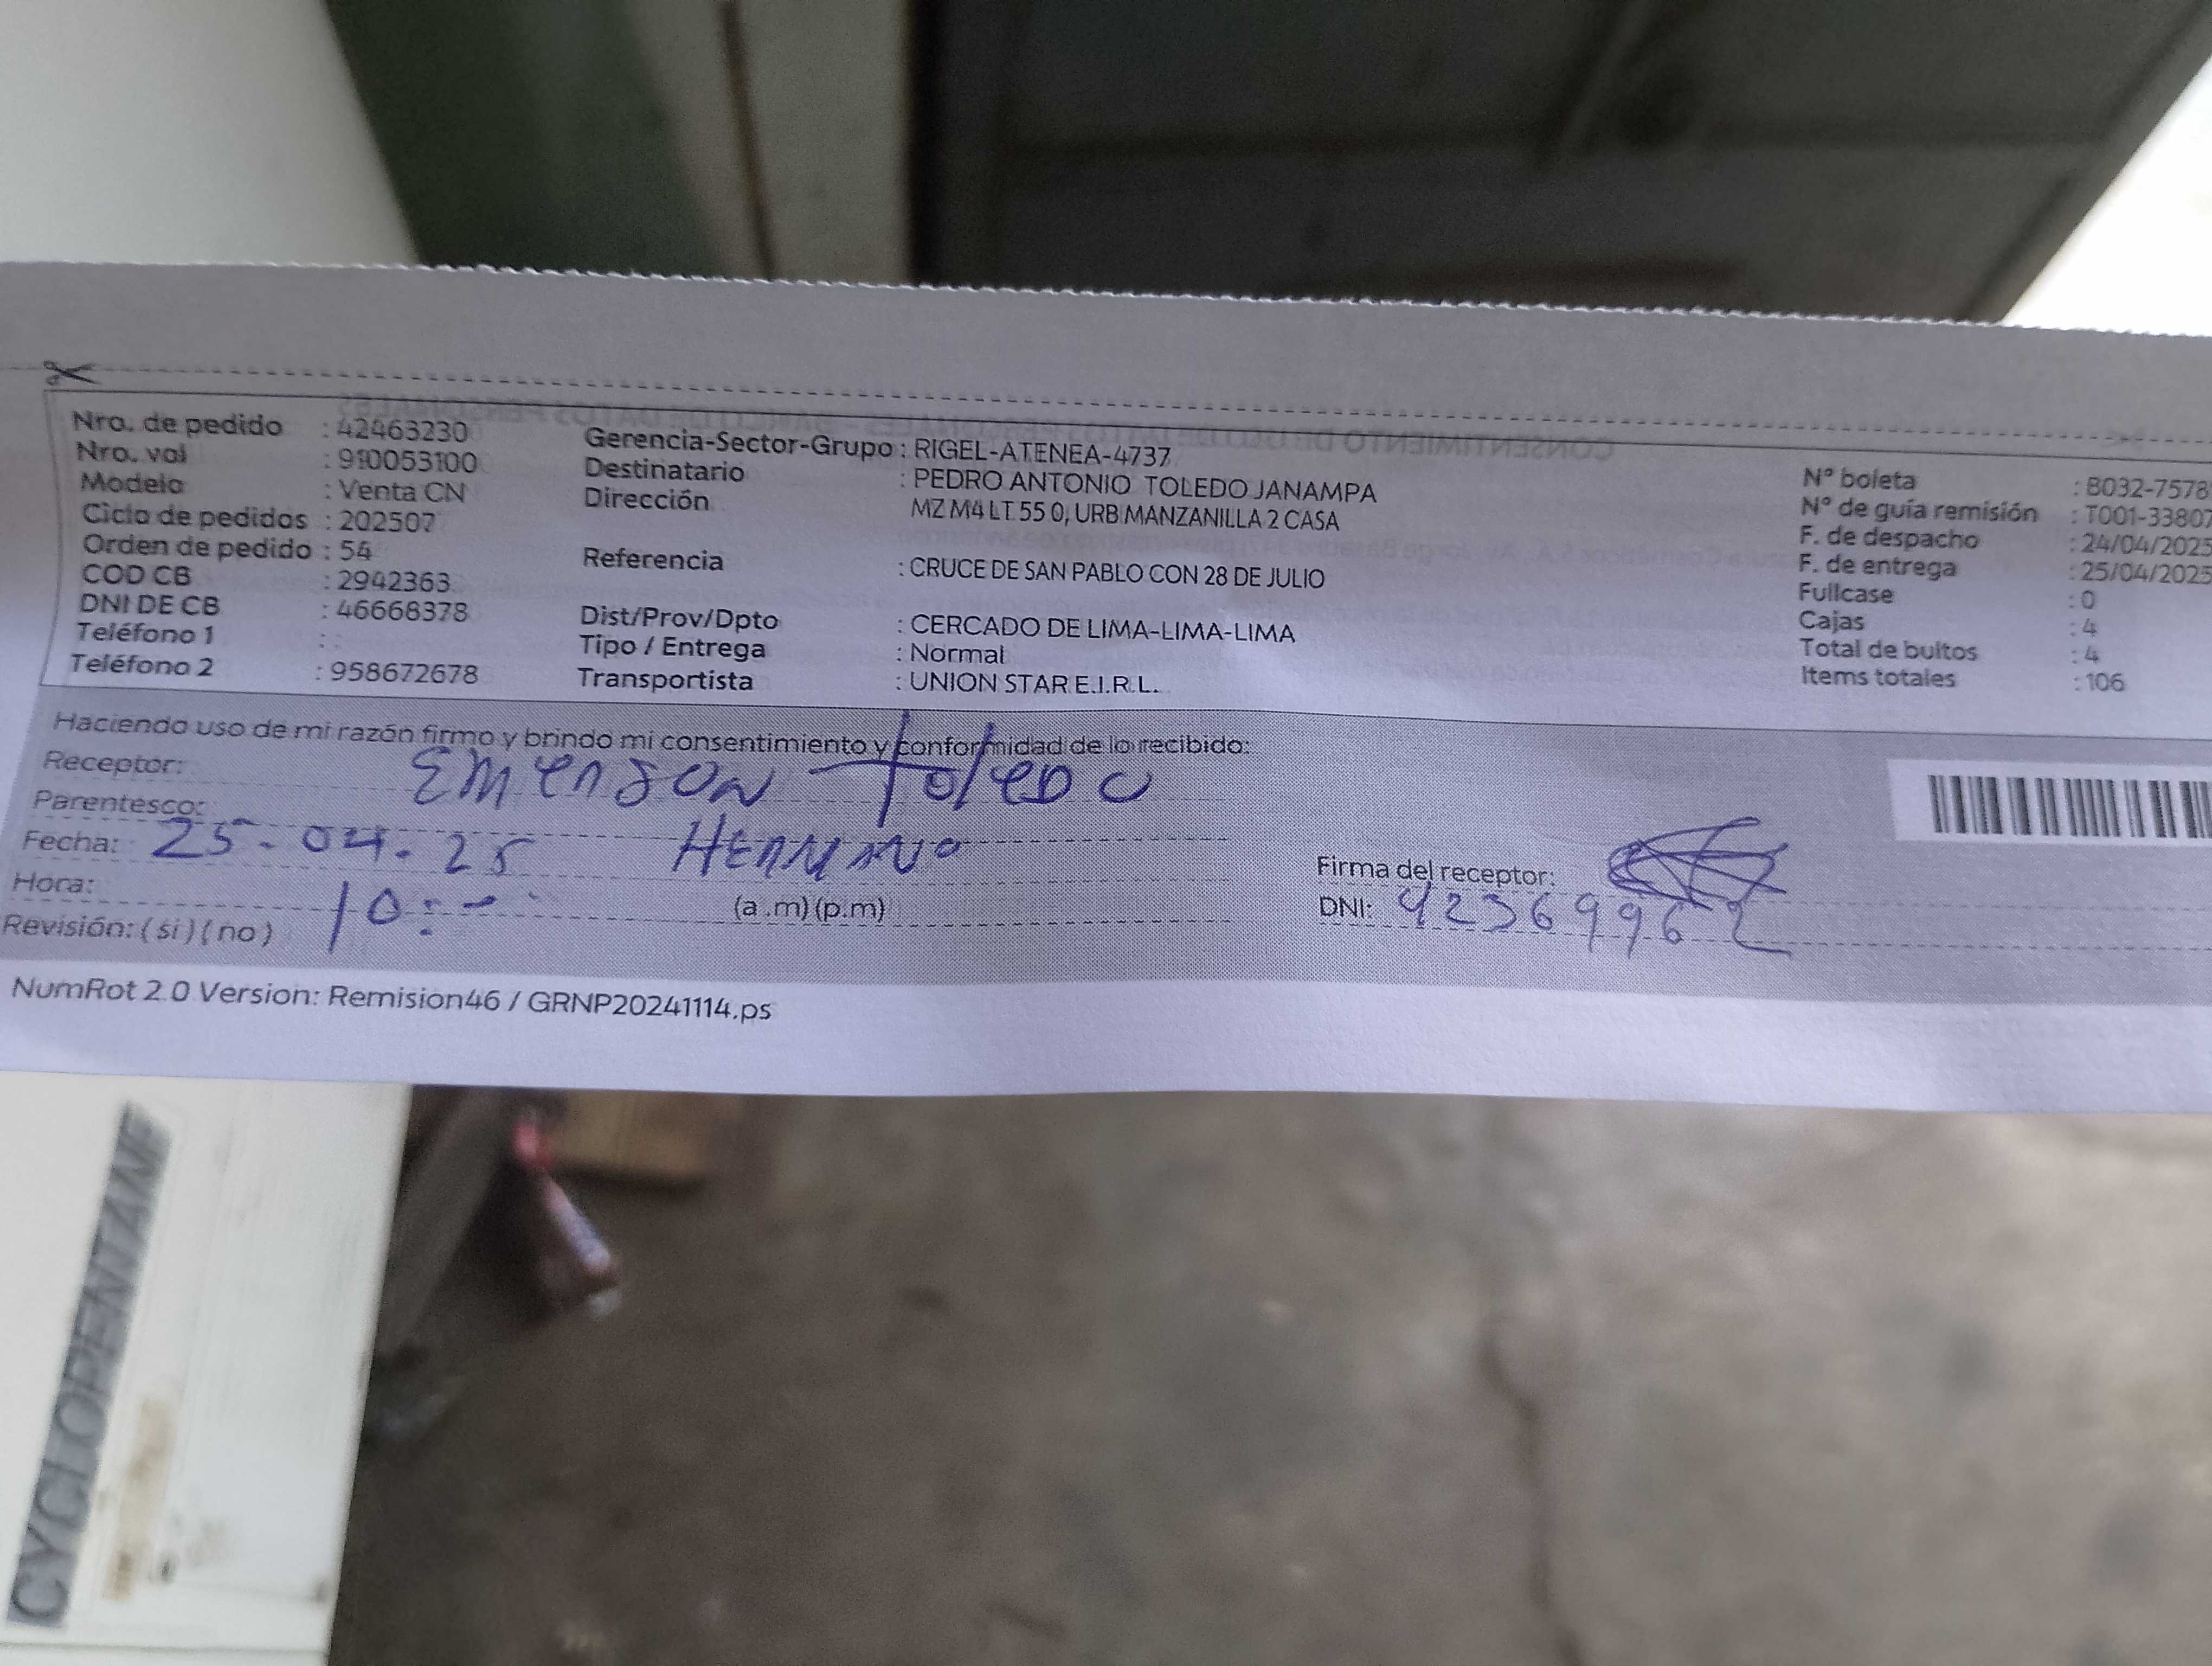 Nro. de pedido : 42463230
Nro. val : 910053100
Modelo : Venta CN
Ciclo de pedidos : 202507
Orden de pedido : 54
COD CB : 2942363
DNI DE CB : 46668378
Teléfono 1 :
Teléfono 2 : 958672678
Gerencia-Sector-Grupo : RIGEL-ATENEA-4737
Destinatario : PEDRO ANTONIO TOLEDO JANAMPA
Dirección MZ M4 LT 55 0, URB MANZANILLA 2 CASA
Referencia : CRUCE DE SAN PABLO CON 28 DE JULIO
Dist/Prov/Dpto : CERCADO DE LIMA-LIMA-LIMA
Tipo / Entrega : Normal
Transportista : UNION STAR E.I.R.L.
N° boleta : B032-7578
N° de guía remisión : T001-33807
F. de despacho : 24/04/2025
F. de entrega : 25/04/2025
Fullcase : 0
Cajas : 4
Total de bultos : 4
Items totales : 106
Haciendo uso de mi razón firmo y brindo mi consentimiento y conformidad de lo recibido:
Receptor: EMERSON TOLEDO
Parentesco: HERMANO
Fecha: 25-04-25
Hora: 10:-- (a.m)(p.m)
Revisión: (si) (no)
Firma del receptor:
DNI: 42369962
NumRot 2.0 Version: Remision46 / GRNP20241114.ps
CYCLOPENTANE